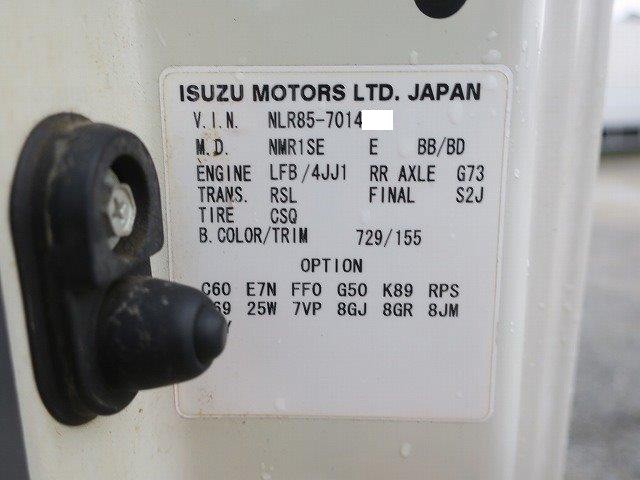 ISUZU MOTORS LTD. JAPAN
V.I.N. NLR85-7014
M.D. NMR1SE E BB/BD
ENGINE LFB/4JJ1 RR AXLE G73
TRANS. RSL FINAL S2J
TIRE CSQ
B.COLOR/TRIM 729/155
OPTION
C60 E7N FF0 G50 K89 RPS
25W 7VP 8GJ 8GR 8JM